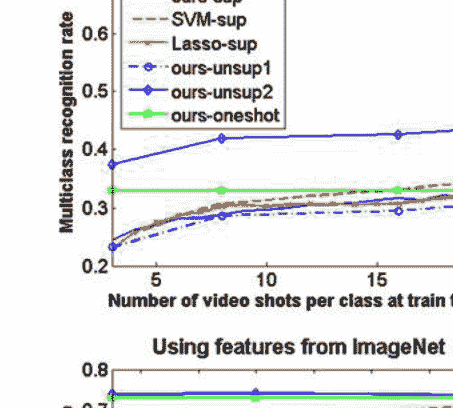 SVM-sup
Lasso-sup
ours-unsup1
ours-unsup2
ours-oneshot
Multiclass recognition rate
0.6
0.5
0.4
0.3
0.2
5
10
15
Number of video shots per class at train
Using features from ImageNet
0.8
0.7